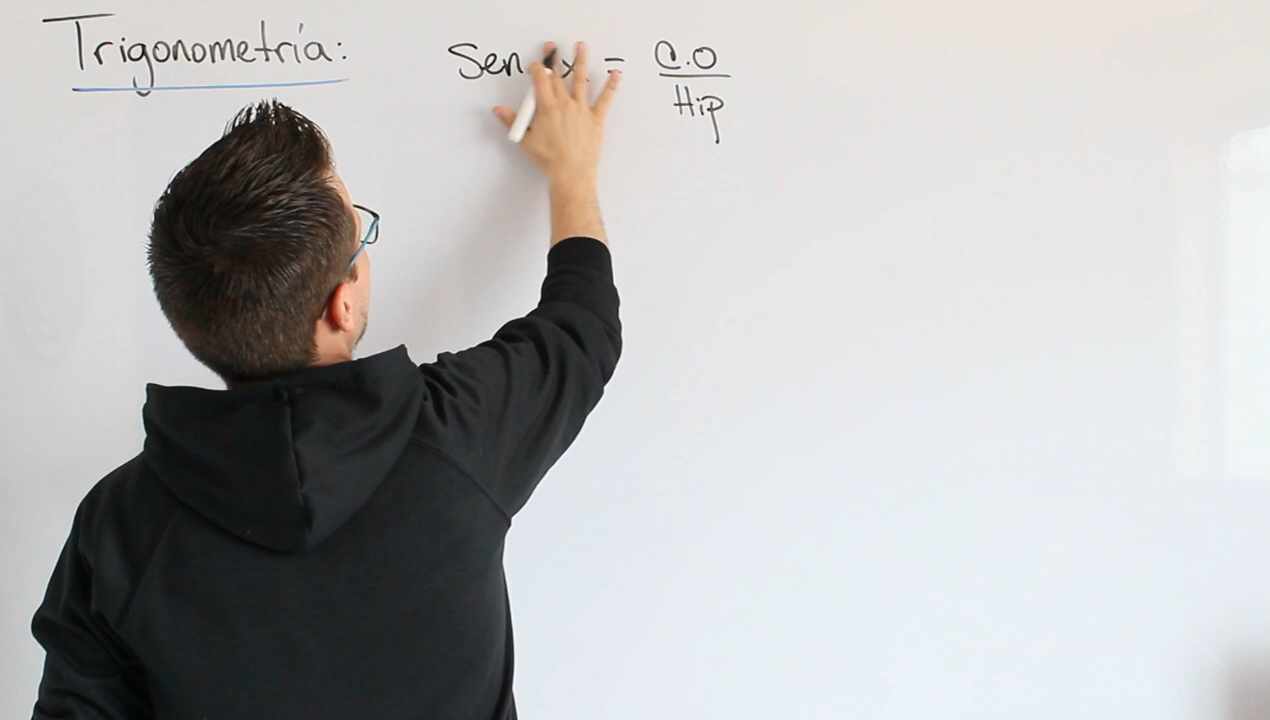 Trigonometría:
Sen x = C.O
Hip